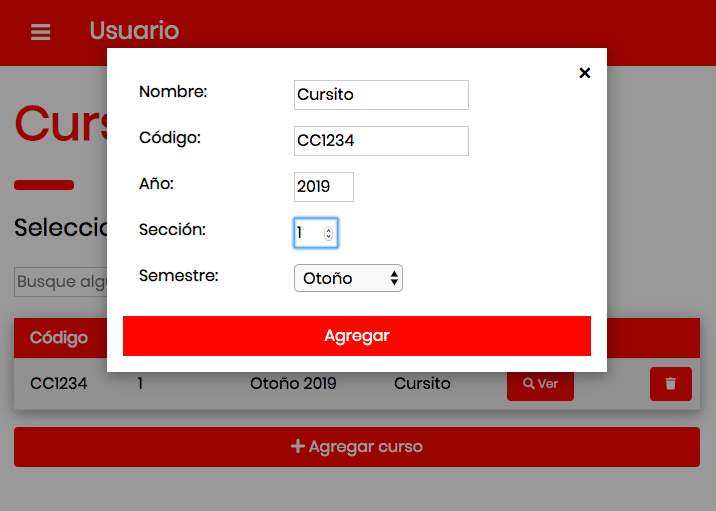 Usuario
Nombre: Cursito
Código: CC1234
Año: 2019
Sección: 1
Semestre: Otoño
Agregar
Curs
Seleccio
Busque algu
Código
CC1234 1 Otoño 2019 Cursito Ver
Agregar curso